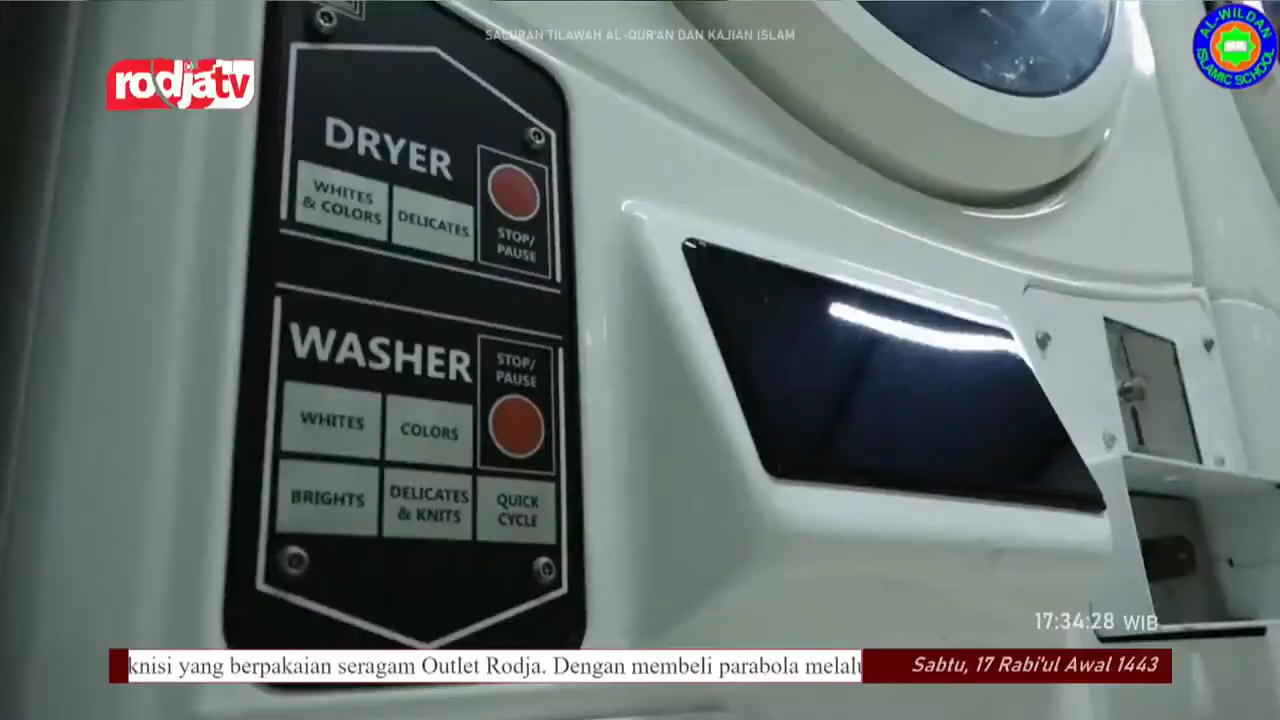 SALURAN TILAWAH AL-QUR'AN DAN KAJIAN ISLAM
rodjatv
AL-WILDAN
ISLAMIC SCHOOL
DRYER
WHITES
& COLORS
DELICATES
STOP/
PAUSE
WASHER
STOP/
PAUSE
WHITES
COLORS
BRIGHTS
DELICATES
& KNITS
QUICK
CYCLE
17:34:28 WIB
knisi yang berpakaian seragam Outlet Rodja. Dengan membeli parabola melalu
Sabtu, 17 Rabi'ul Awal 1443